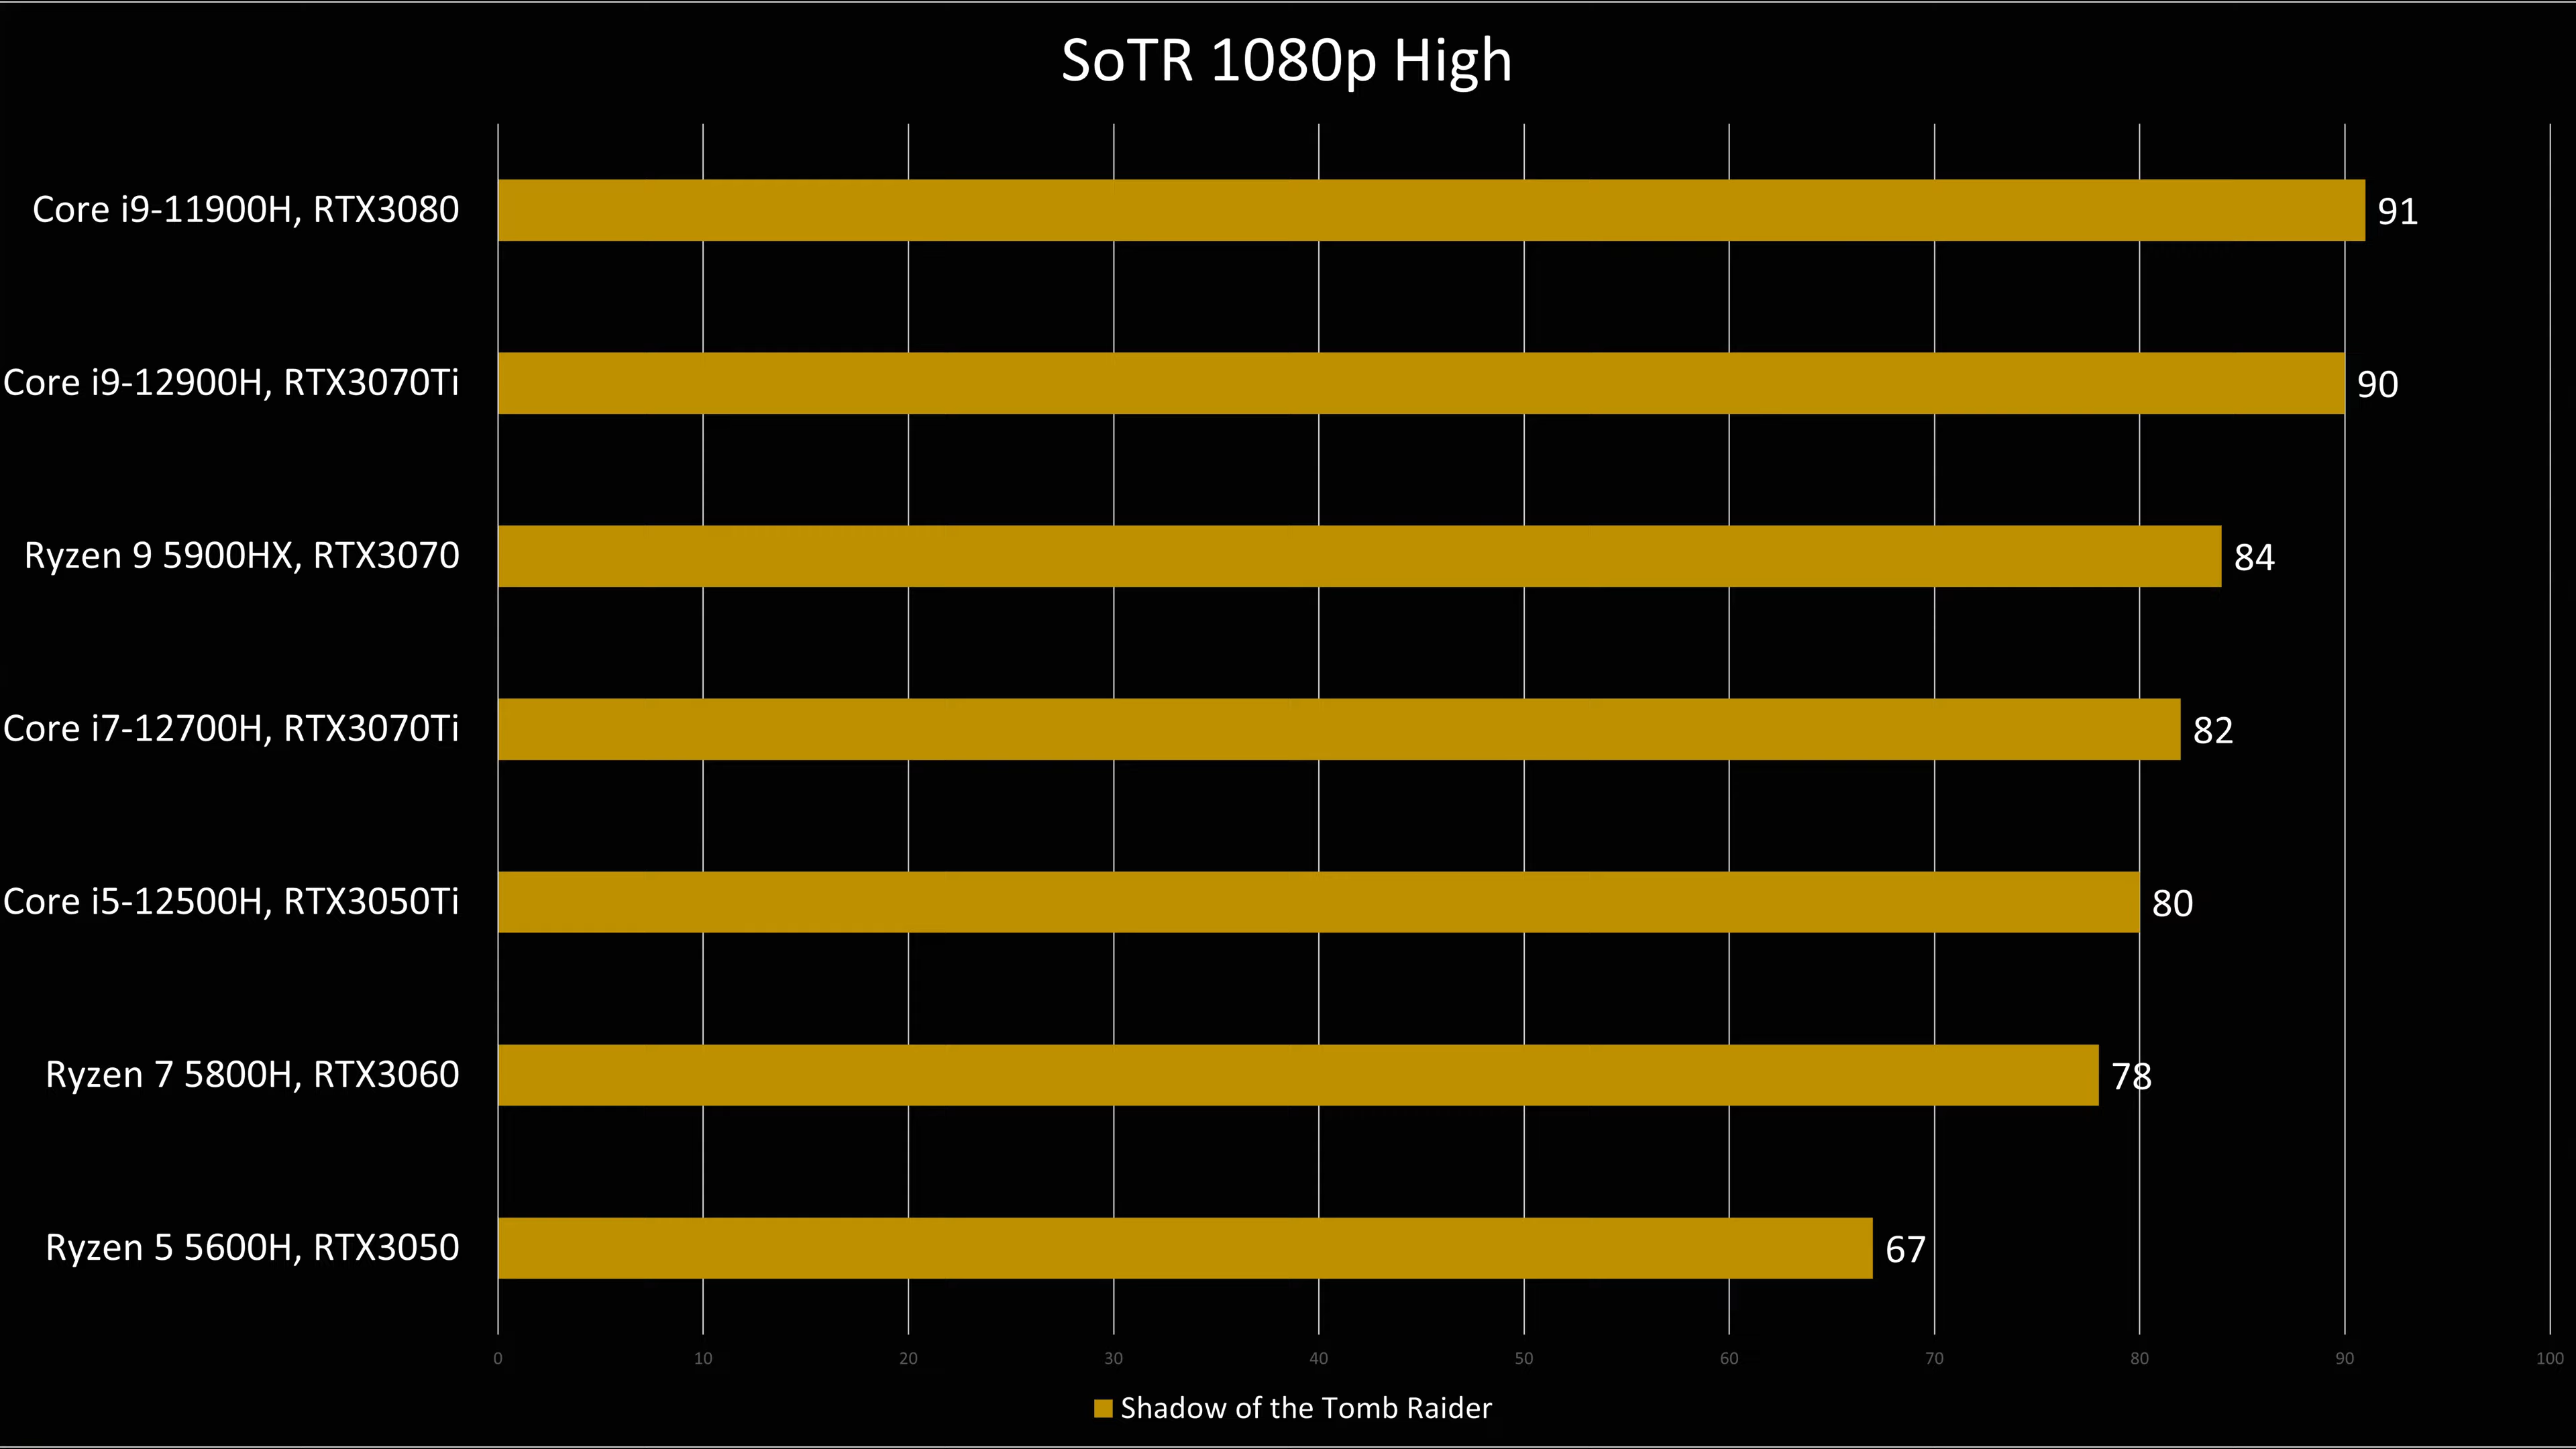 SoTR 1080p High
Core i9-11900H, RTX3080
91
Core i9-12900H, RTX3070Ti
90
Ryzen 9 5900HX, RTX3070
84
Core i7-12700H, RTX3070Ti
82
Core i5-12500H, RTX3050Ti
80
Ryzen 7 5800H, RTX3060
78
Ryzen 5 5600H, RTX3050
67
0 10 20 30 40 50 60 70 80 90 100
Shadow of the Tomb Raider